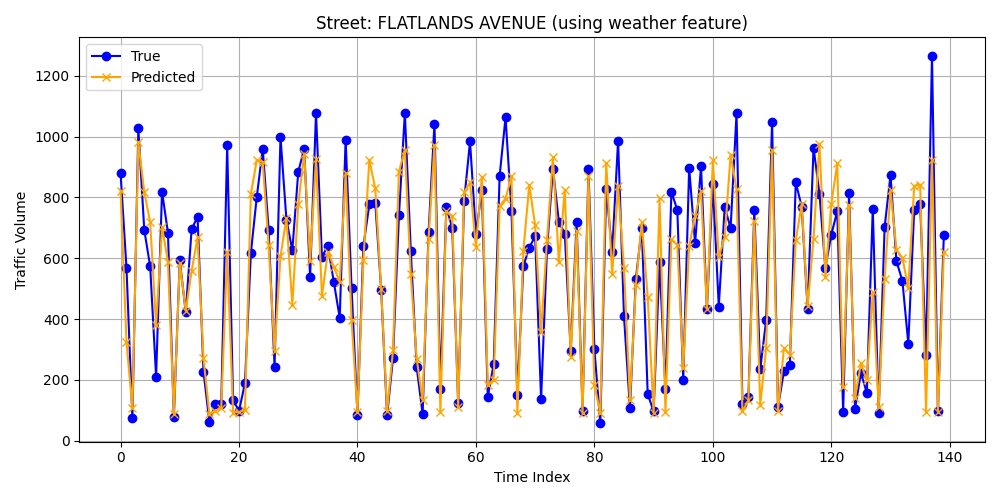 Street: FLATLANDS AVENUE (using weather feature)
True
Predicted
Traffic Volume
1200
1000
800
600
400
200
0
0 20 40 60 80 100 120 140
Time Index